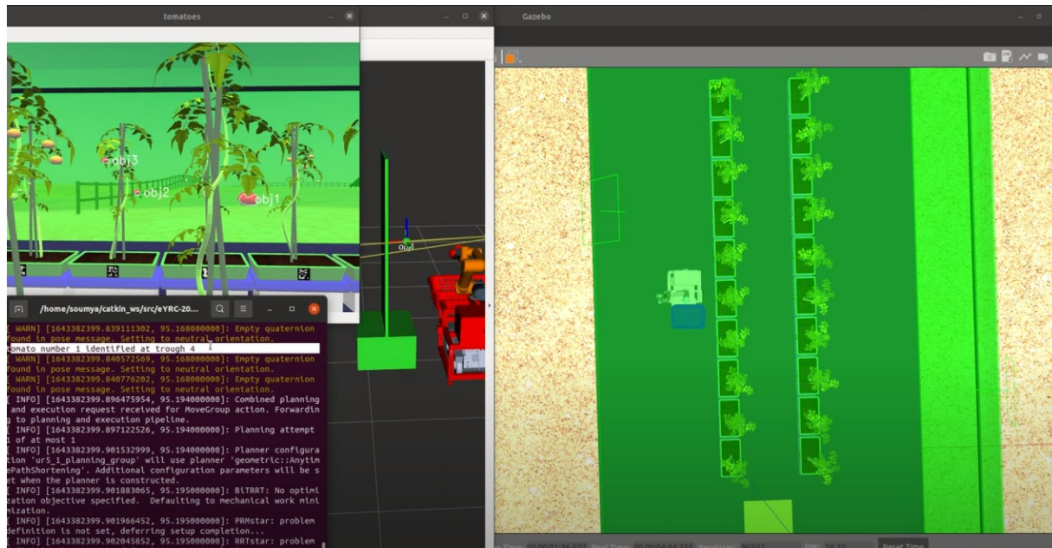 tomatoes
Gazebo
obj3
obj2
obj1
obj1
/home/soumya/catkin_ws/src/eYRC-20...
[ WARN] [1643382399.839111302, 95.168000000]: Empty quaternion
found in pose message. Setting to neutral orientation.
omato number 1 identified at trough 4
[ WARN] [1643382399.840572569, 95.168000000]: Empty quaternion
found in pose message. Setting to neutral orientation.
[ WARN] [1643382399.840776202, 95.168000000]: Empty quaternion
found in pose message. Setting to neutral orientation.
[ INFO] [1643382399.896475954, 95.194000000]: Combined planning
and execution request received for MoveGroup action. Forwardin
g to planning and execution pipeline.
[ INFO] [1643382399.897122526, 95.194000000]: Planning attempt
1 of at most 1
[ INFO] [1643382399.901532999, 95.194000000]: Planner configura
tion 'ur5_1_planning_group' will use planner 'geometric::Anytim
ePathShortening'. Additional configuration parameters will be s
et when the planner is constructed.
[ INFO] [1643382399.901883065, 95.195000000]: BiTRRT: No optimi
zation objective specified. Defaulting to mechanical work mini
mization.
[ INFO] [1643382399.901966452, 95.195000000]: PRMstar: problem
definition is not set, deferring setup completion...
[ INFO] [1643382399.902045852, 95.195000000]: RRTstar: problem
Reset Time